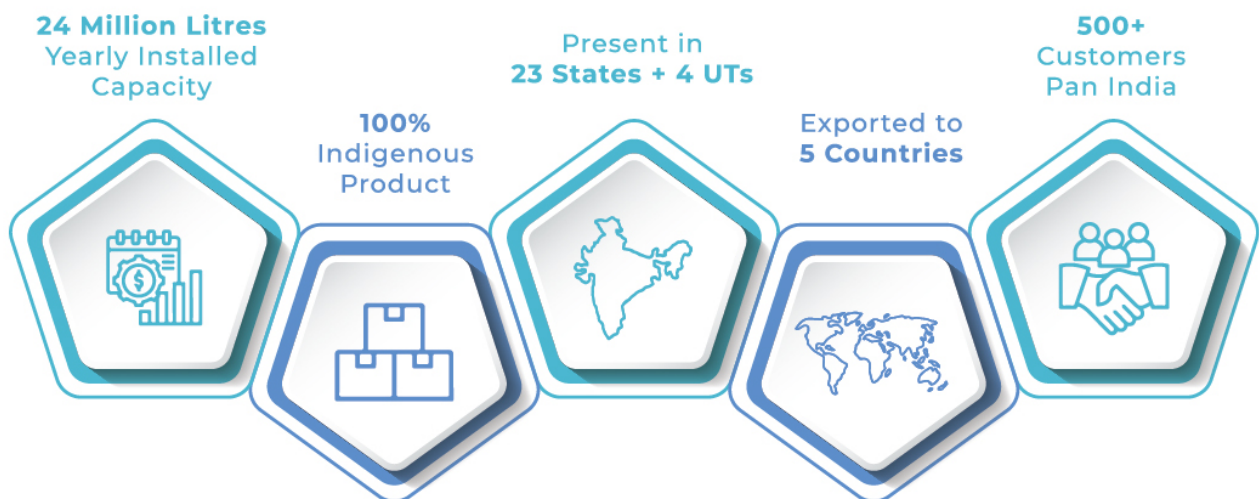 24 Million Litres
Yearly Installed
Capacity
100%
Indigenous
Product
Present in
23 States + 4 UTs
Exported to
5 Countries
500+
Customers
Pan India
$